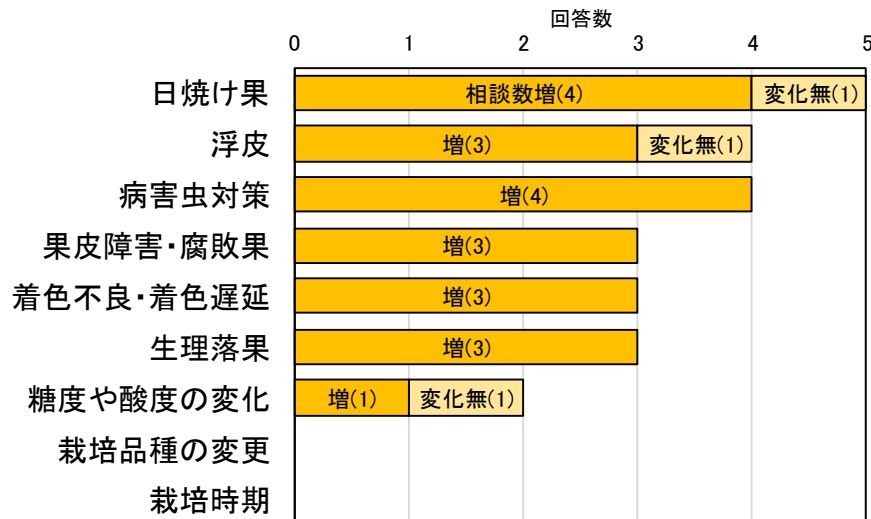 回答数
0 1 2 3 4 5
日焼け果 相談数増(4) 変化無(1)
浮皮 増(3) 変化無(1)
病害虫対策 増(4)
果皮障害・腐敗果 増(3)
着色不良・着色遅延 増(3)
生理落果 増(3)
糖度や酸度の変化 増(1) 変化無(1)
栽培品種の変更
栽培時期